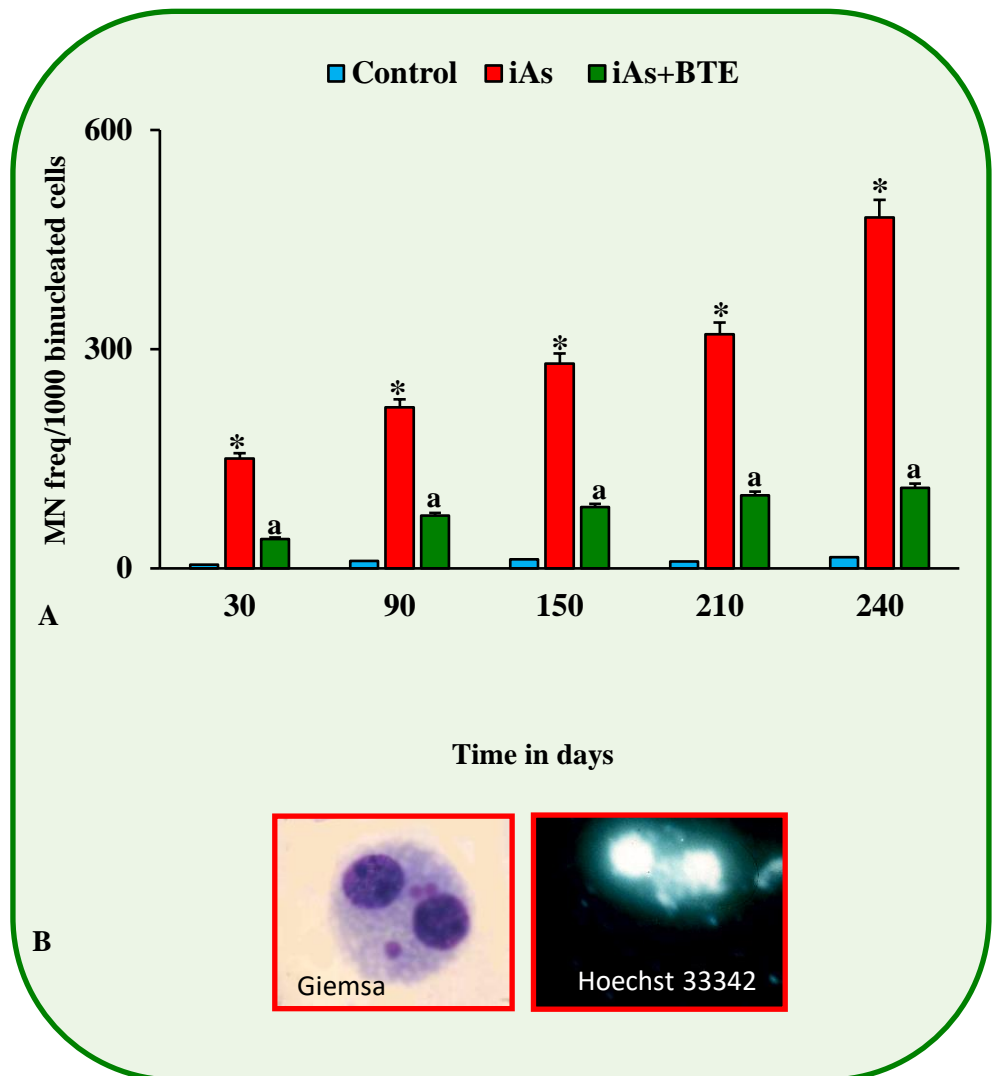 Control iAs iAs+BTE
MN freq/1000 binucleated cells
600
300
0
*
*
*
*
*
a
a
a
a
a
30 90 150 210 240
A
Time in days
B
Giemsa
Hoechst 33342